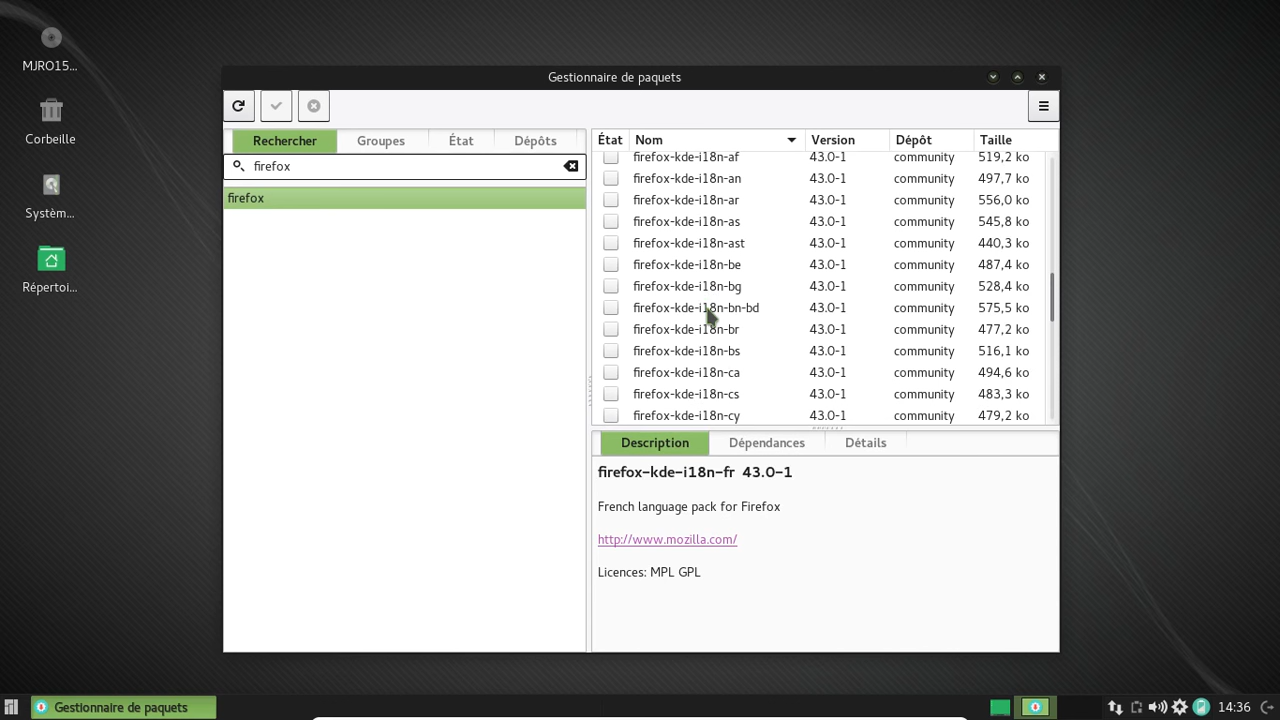 MJRO15...
Corbeille
Systèm...
Répertoi...
Gestionnaire de paquets
Rechercher Groupes État Dépôts
firefox
firefox
État Nom Version Dépôt Taille
firefox-kde-i18n-af 43.0-1 community 519,2 ko
firefox-kde-i18n-an 43.0-1 community 497,7 ko
firefox-kde-i18n-ar 43.0-1 community 556,0 ko
firefox-kde-i18n-as 43.0-1 community 545,8 ko
firefox-kde-i18n-ast 43.0-1 community 440,3 ko
firefox-kde-i18n-be 43.0-1 community 487,4 ko
firefox-kde-i18n-bg 43.0-1 community 528,4 ko
firefox-kde-i18n-bn-bd 43.0-1 community 575,5 ko
firefox-kde-i18n-br 43.0-1 community 477,2 ko
firefox-kde-i18n-bs 43.0-1 community 516,1 ko
firefox-kde-i18n-ca 43.0-1 community 494,6 ko
firefox-kde-i18n-cs 43.0-1 community 483,3 ko
firefox-kde-i18n-cy 43.0-1 community 479,2 ko
Description Dépendances Détails
firefox-kde-i18n-fr 43.0-1
French language pack for Firefox
http://www.mozilla.com/
Licences: MPL GPL
Gestionnaire de paquets
14:36